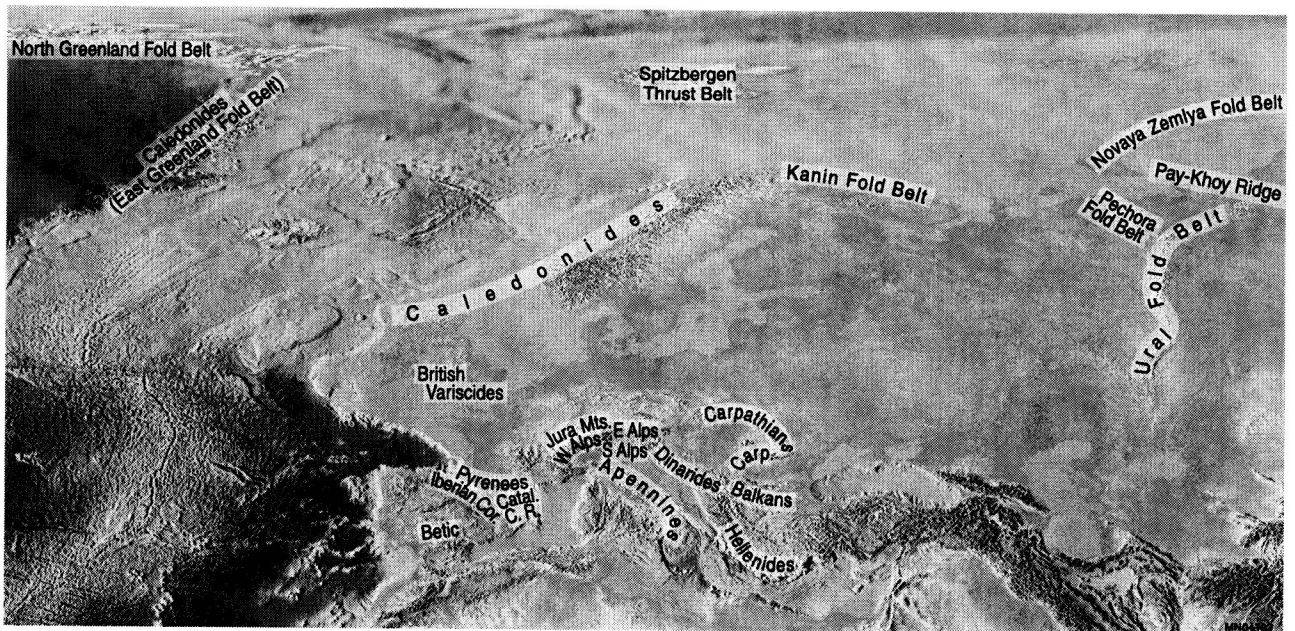 North Greenland Fold Belt
Caledonides
(East Greenland Fold Belt)
Spitzbergen
Thrust Belt
Novaya Zemlya Fold Belt
Pay-Khoy Ridge
Kanin Fold Belt
Pechora
Fold Belt
Ural Fold Belt
Caledonides
British
Variscides
Carpathians
Carp.
Jura Mts.
W Alps
E Alps
S Alps
Dinarides
Balkans
Apennines
Hellenides
Pyrenees
Iberian Cor.
Catal.
C. R.
Betic